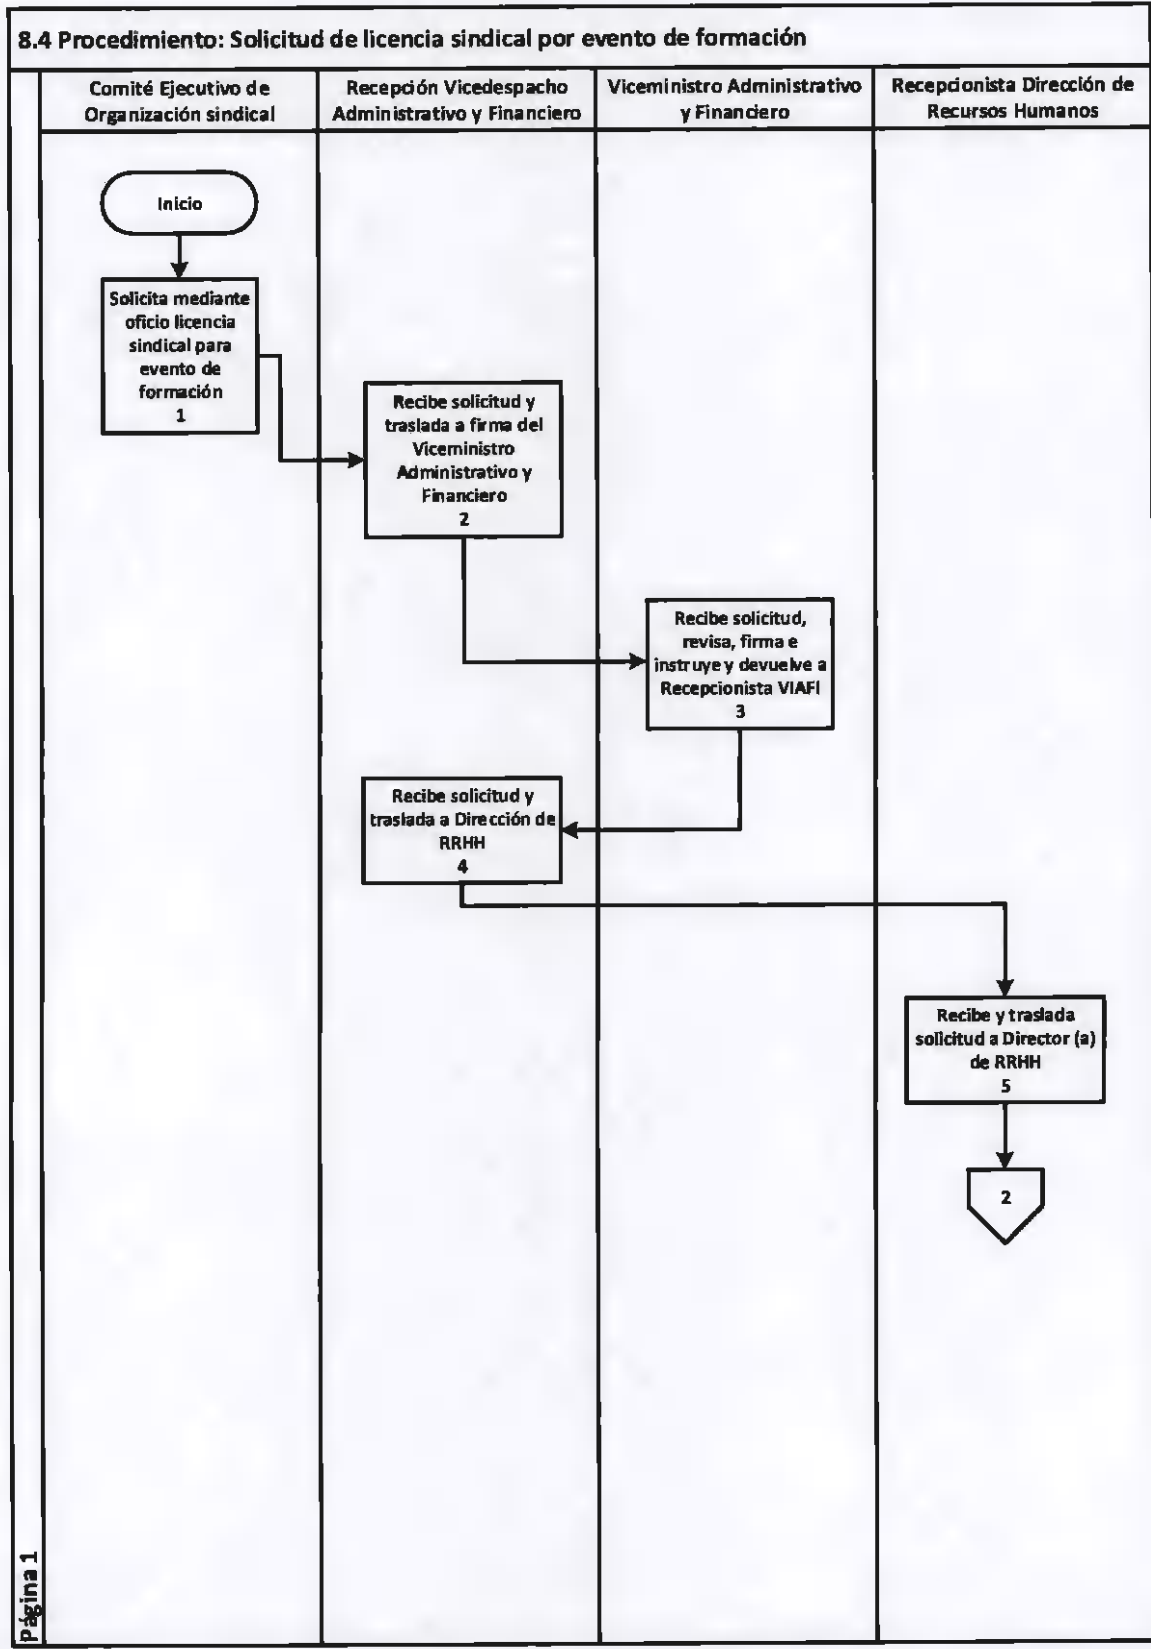 8.4 Procedimiento: Solicitud de licencia sindical por evento de formación
Comité Ejecutivo de
Organización sindical
Recepción Vicedespacho
Administrativo y Financiero
Viceministro Administrativo
y Financiero
Recepcionista Dirección de
Recursos Humanos
Inicio
Solicita mediante
oficio licencia
sindical para
evento de
formación
1
Recibe solicitud y
traslada a firma del
Viceministro
Administrativo y
Financiero
2
Recibe solicitud,
revisa, firma e
instruye y devuelve a
Recepcionista VIAFI
3
Recibe solicitud y
traslada a Dirección de
RRHH
4
Recibe y traslada
solicitud a Director (a)
de RRHH
5
2
Página 1